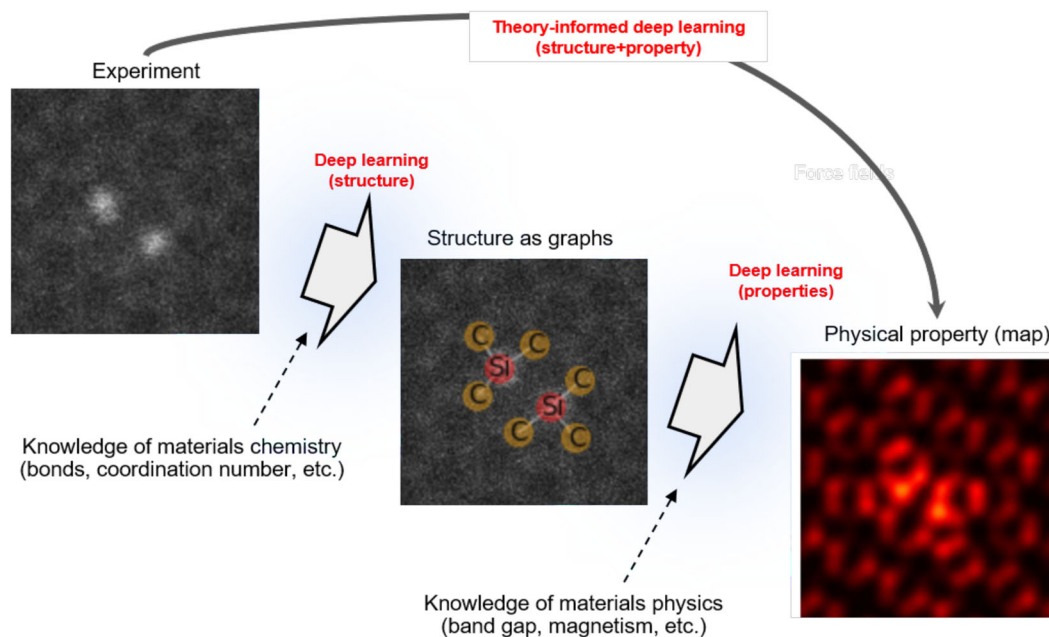 Theory-informed deep learning
(structure+property)
Experiment
Deep learning
(structure)
Force fields
Structure as graphs
Deep learning
(properties)
Physical property (map)
C
C
Si
C
C
Si
C
C
Knowledge of materials chemistry
(bonds, coordination number, etc.)
Knowledge of materials physics
(band gap, magnetism, etc.)